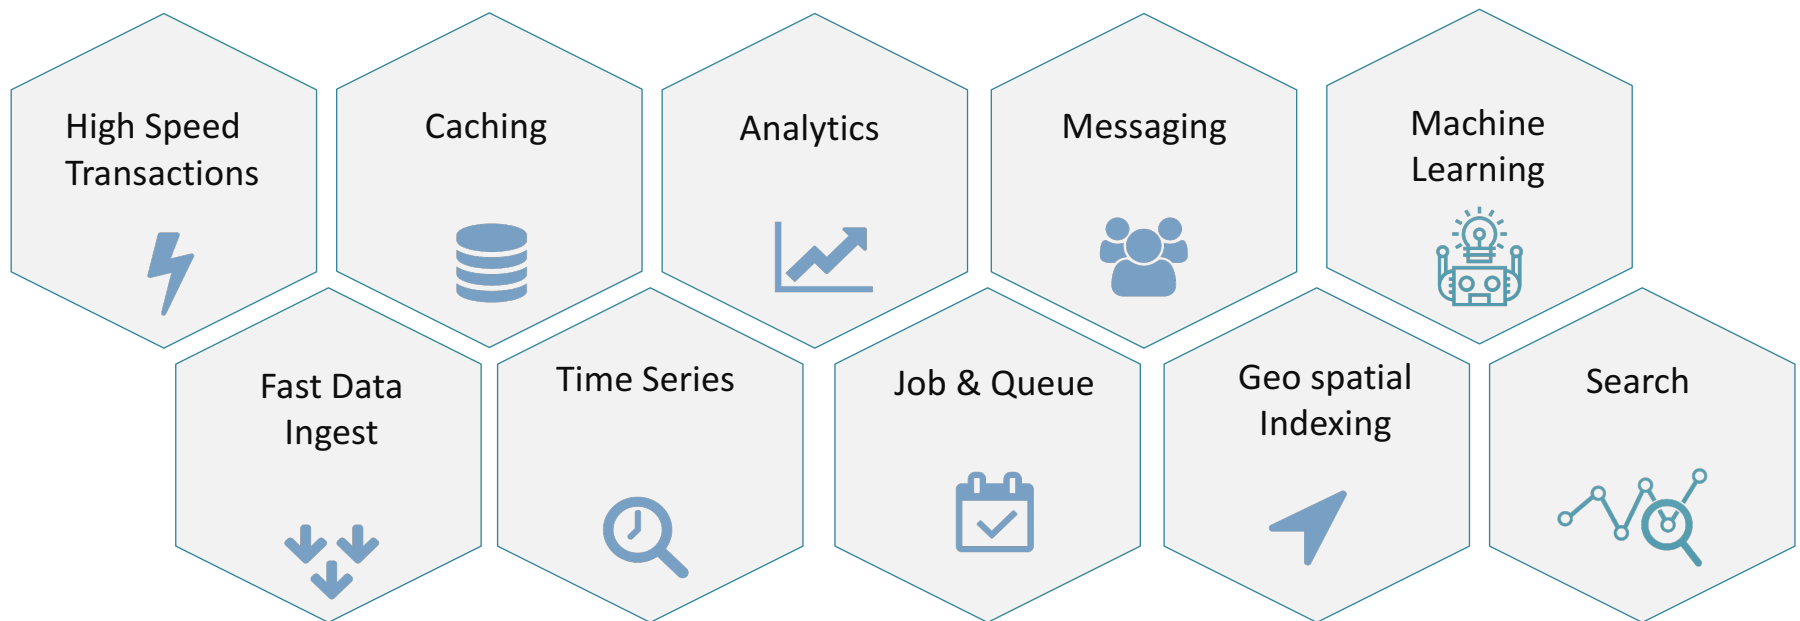 High Speed
Transactions
Caching
Analytics
Messaging
Machine
Learning
Fast Data
Ingest
Time Series
Job & Queue
Geo spatial
Indexing
Search